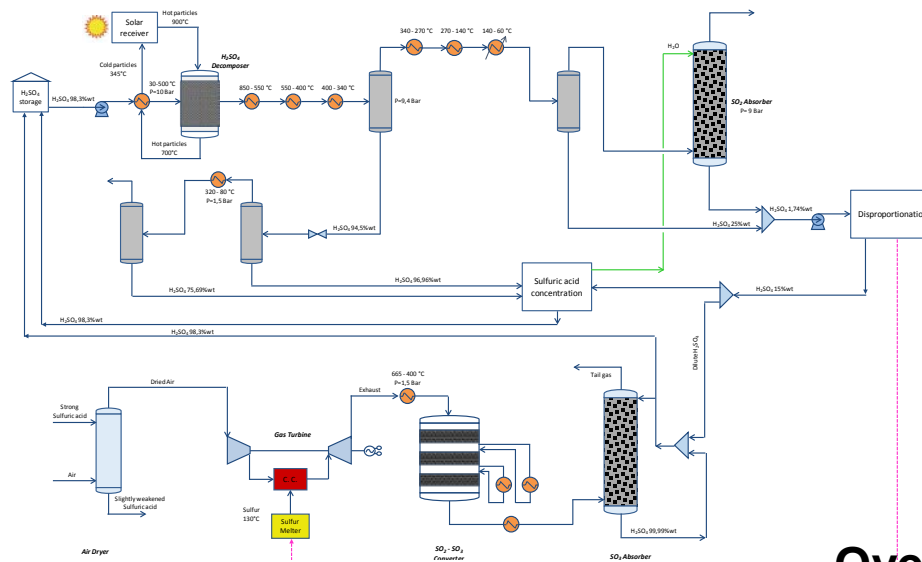 Solar
receiver
Hot particles
900°C
Cold particles
345°C
H₂SO₄
Decomposer
H₂SO₄
storage
H₂SO₄ 98,3%wt
30-500 °C
P=10 Bar
Hot particles
700°C
850 - 550 °C
550 - 400 °C
400 - 340 °C
340 - 270 °C
270 - 140 °C
140 - 60 °C
P=9,4 Bar
H₂O
SO₂ Absorber
P= 9 Bar
320 - 80 °C
P=1,5 Bar
H₂SO₄ 94,5%wt
H₂SO₄ 1,74%wt
H₂SO₄ 25%wt
Disproportionatio
H₂SO₄ 96,96%wt
H₂SO₄ 75,69%wt
Sulfuric acid
concentration
H₂SO₄ 15%wt
H₂SO₄ 98,3%wt
H₂SO₄ 98,3%wt
Dilute H₂SO₄
Dried Air
Strong
Sulfuric acid
Air
Slightly weakened
Sulfuric acid
Air Dryer
Gas Turbine
C. C.
Sulfur
130°C
Sulfur
Melter
Exhaust
665 - 400 °C
P=1,5 Bar
SO₂ - SO₃
Converter
Tail gas
H₂SO₄ 99,99%wt
SO₃ Absorber